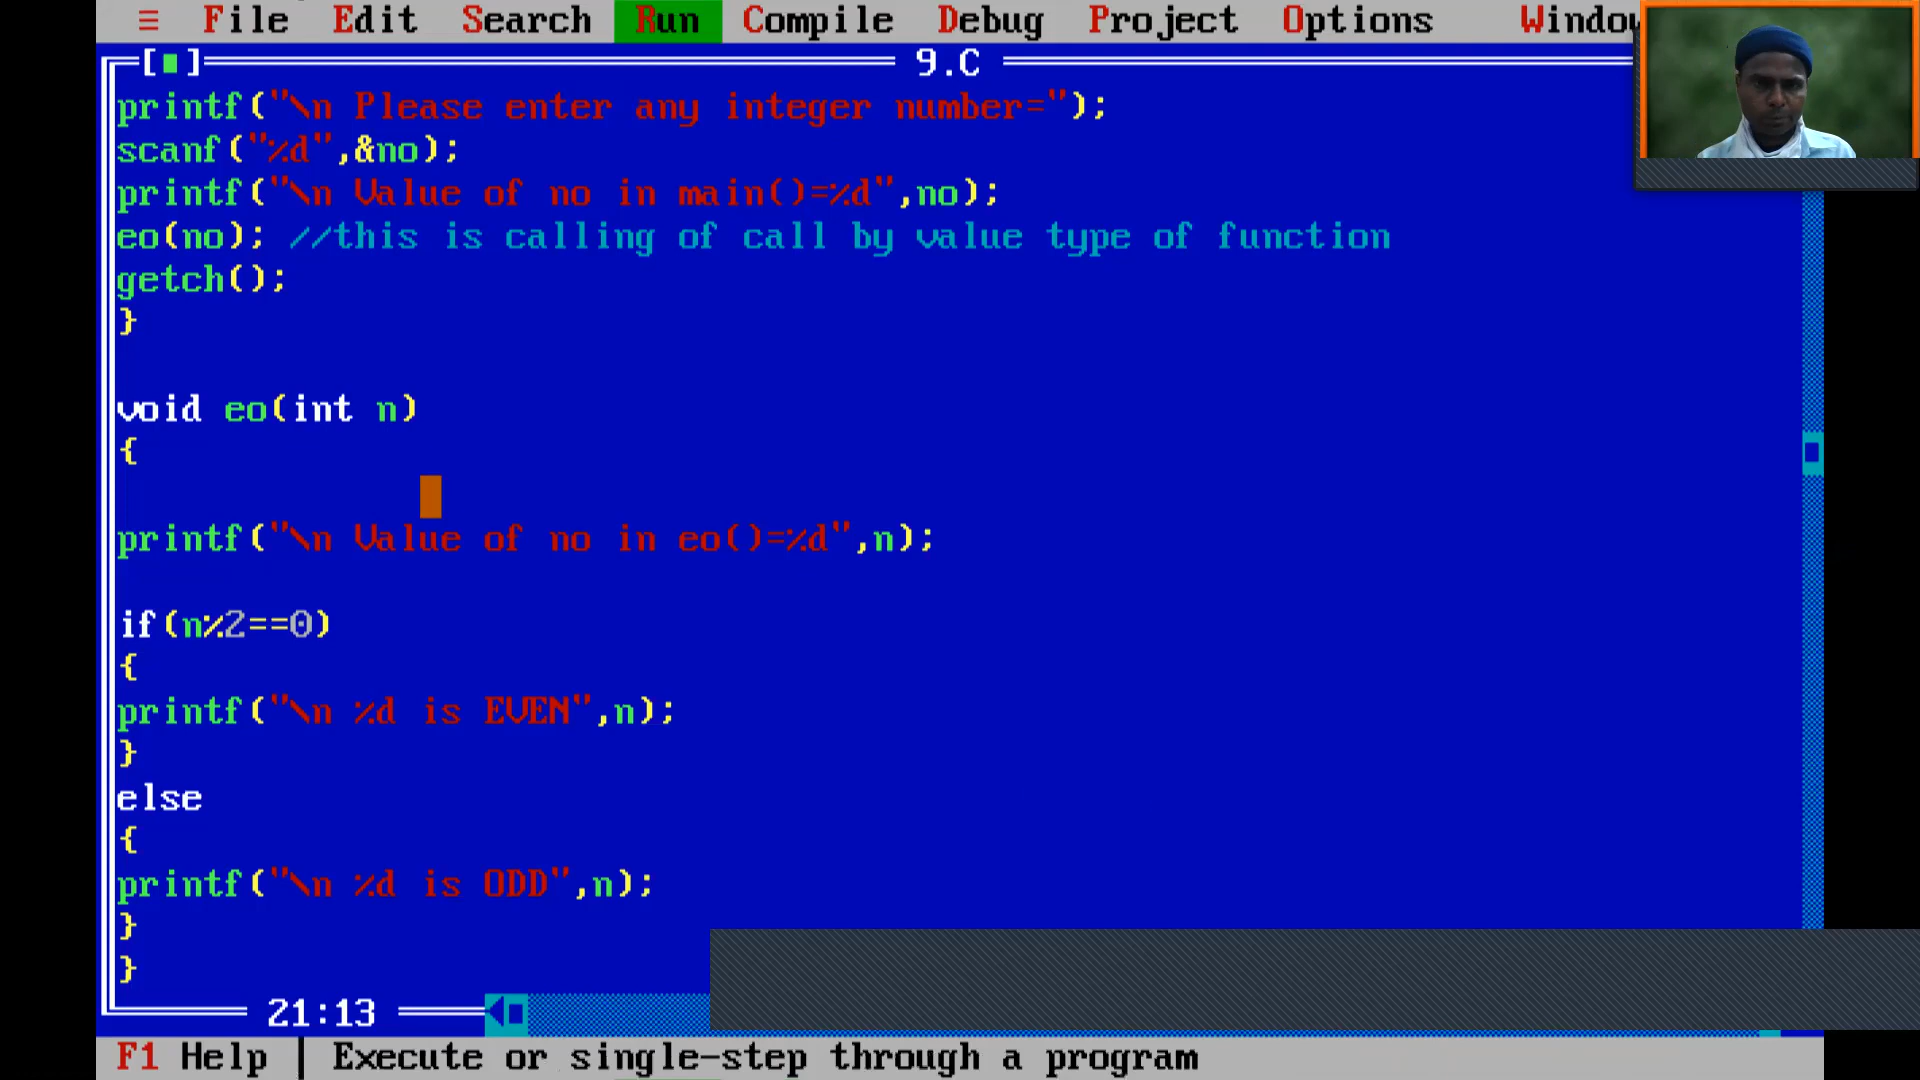 ≡ File Edit Search Run Compile Debug Project Options Window
[■] 9.C
printf("\n Please enter any integer number=");
scanf("%d",&no);
printf("\n Value of no in main()=%d",no);
eo(no); //this is calling of call by value type of function
getch();
}
void eo(int n)
{
printf("\n Value of no in eo()=%d",n);
if(n%2==0)
{
printf("\n %d is EVEN",n);
}
else
{
printf("\n %d is ODD",n);
}
}
21:13
F1 Help | Execute or single-step through a program